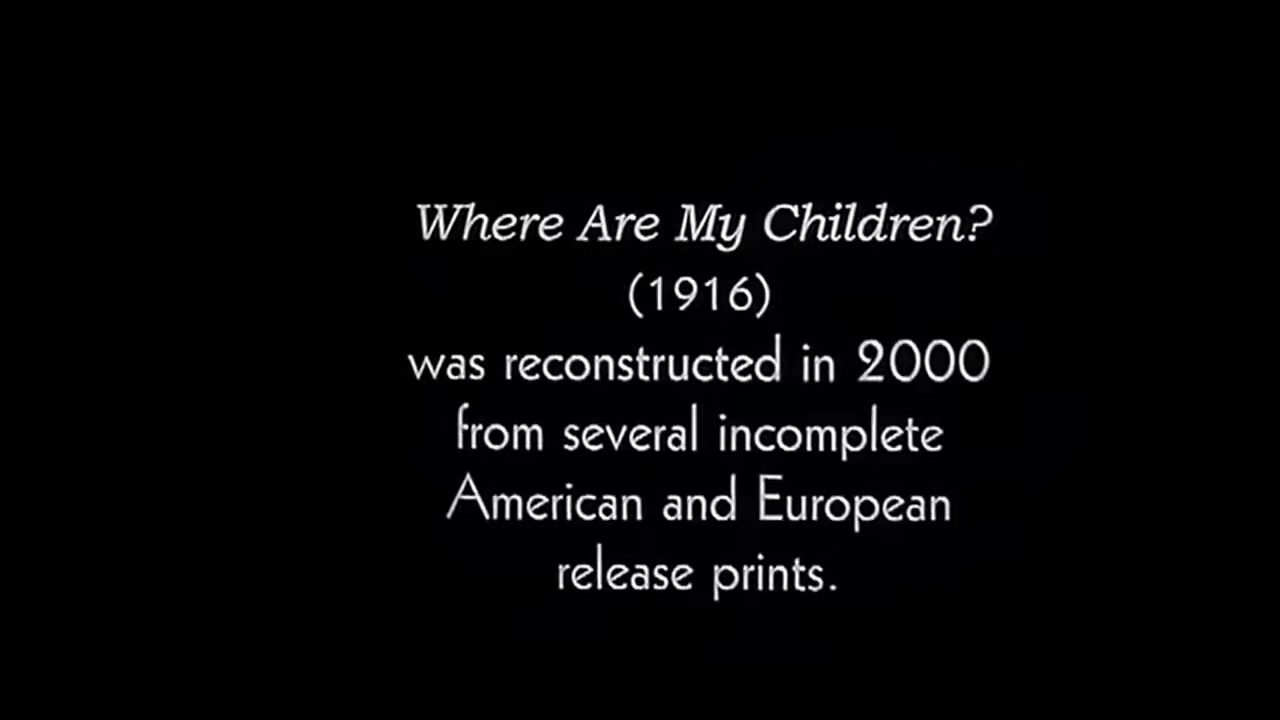 Where Are My Children?
(1916)
was reconstructed in 2000
from several incomplete
American and European
release prints.